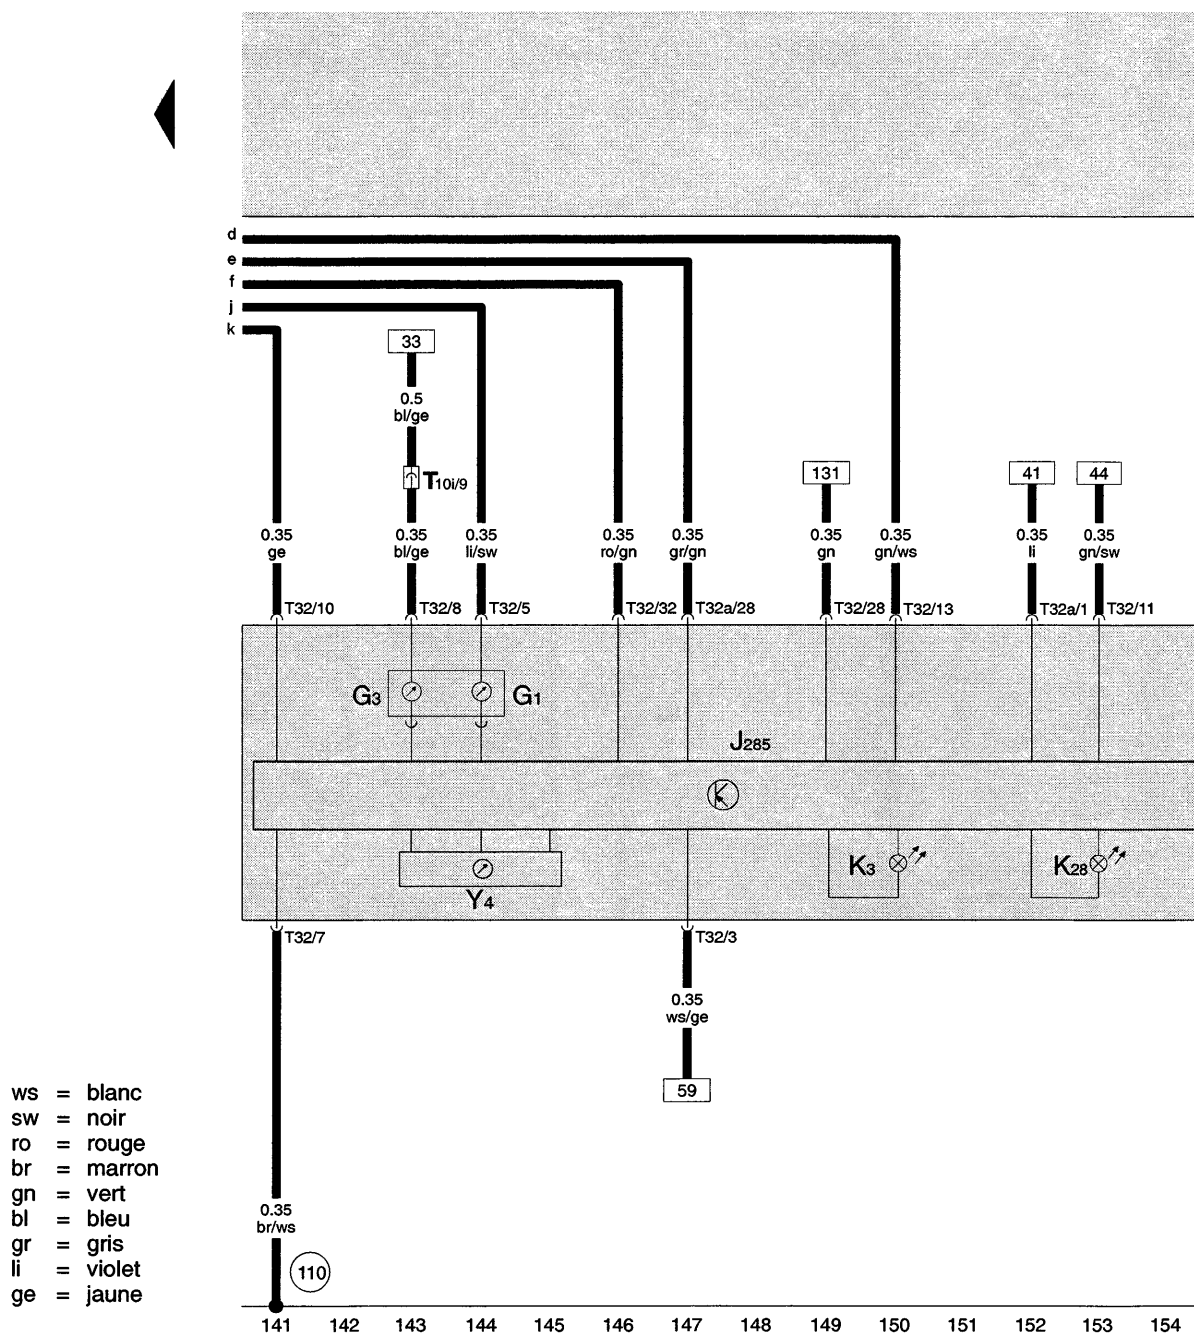 d
e
f
j
k
33
0.5
bl/ge
T10i/9
131
41
44
0.35
ge
0.35
bl/ge
0.35
li/sw
0.35
ro/gn
0.35
gr/gn
0.35
gn
0.35
gn/ws
0.35
li
0.35
gn/sw
T32/10
T32/8
T32/5
T32/32
T32a/28
T32/28
T32/13
T32a/1
T32/11
G3
G1
J285
K3
K28
Y4
T32/7
T32/3
0.35
ws/ge
59
ws = blanc
sw = noir
ro = rouge
br = marron
gn = vert
bl = bleu
gr = gris
li = violet
ge = jaune
0.35
br/ws
110
141 142 143 144 145 146 147 148 149 150 151 152 153 154